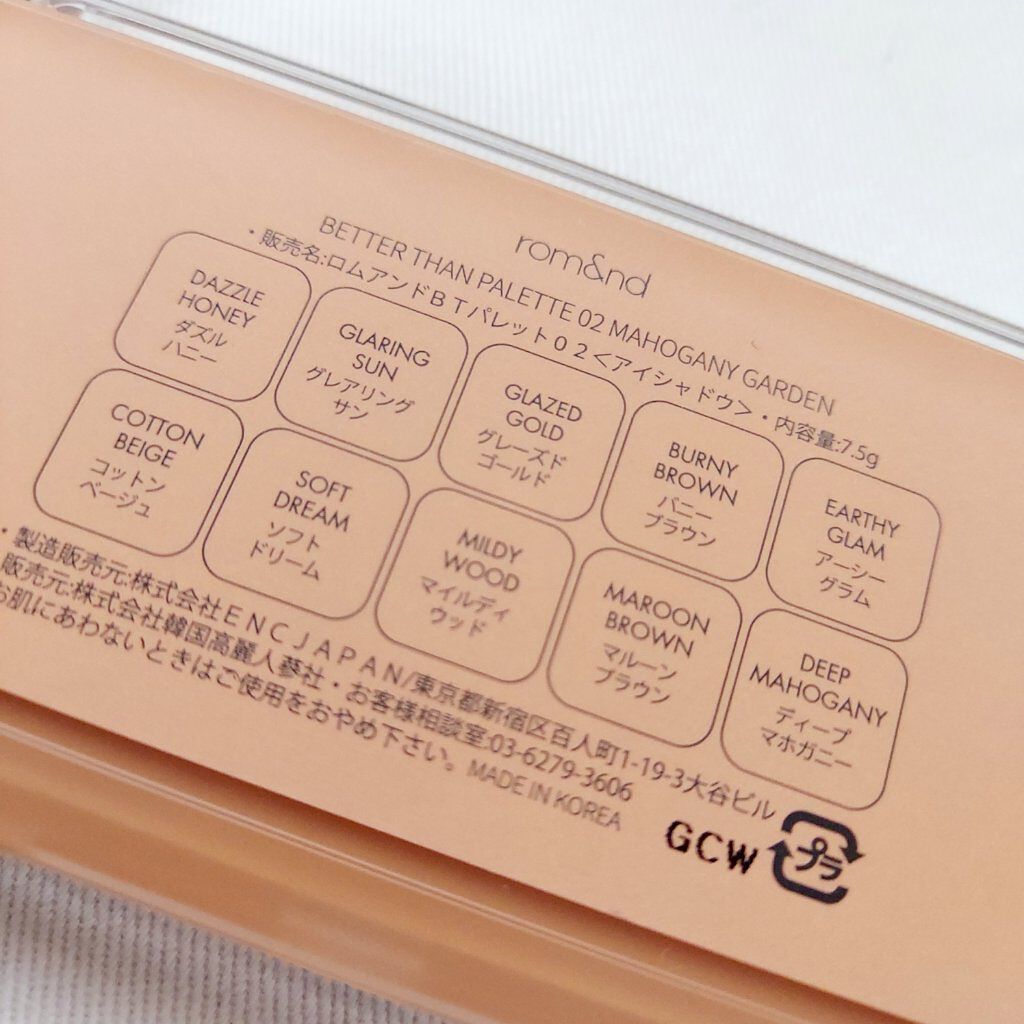 rom&nd
BETTER THAN PALETTE 02 MAHOGANY GARDEN
・販売名:ロムアンドＢＴパレット０２＜アイシャドウ＞・内容量:7.5g
DAZZLE
HONEY
ダズル
ハニー
GLARING
SUN
グレアリング
サン
GLAZED
GOLD
グレーズド
ゴールド
BURNY
BROWN
バニー
ブラウン
EARTHY
GLAM
アーシー
グラム
COTTON
BEIGE
コットン
ベージュ
SOFT
DREAM
ソフト
ドリーム
MILDY
WOOD
マイルディ
ウッド
MAROON
BROWN
マルーン
ブラウン
DEEP
MAHOGANY
ディープ
マホガニー
・製造販売元:株式会社ＥＮＣＪＡＰＡＮ/東京都新宿区百人町1-19-3大谷ビル
販売元:株式会社韓国高麗人蔘社・お客様相談室:03-6279-3606
お肌にあわないときはご使用をおやめ下さい。MADE IN KOREA
GCW
プラ